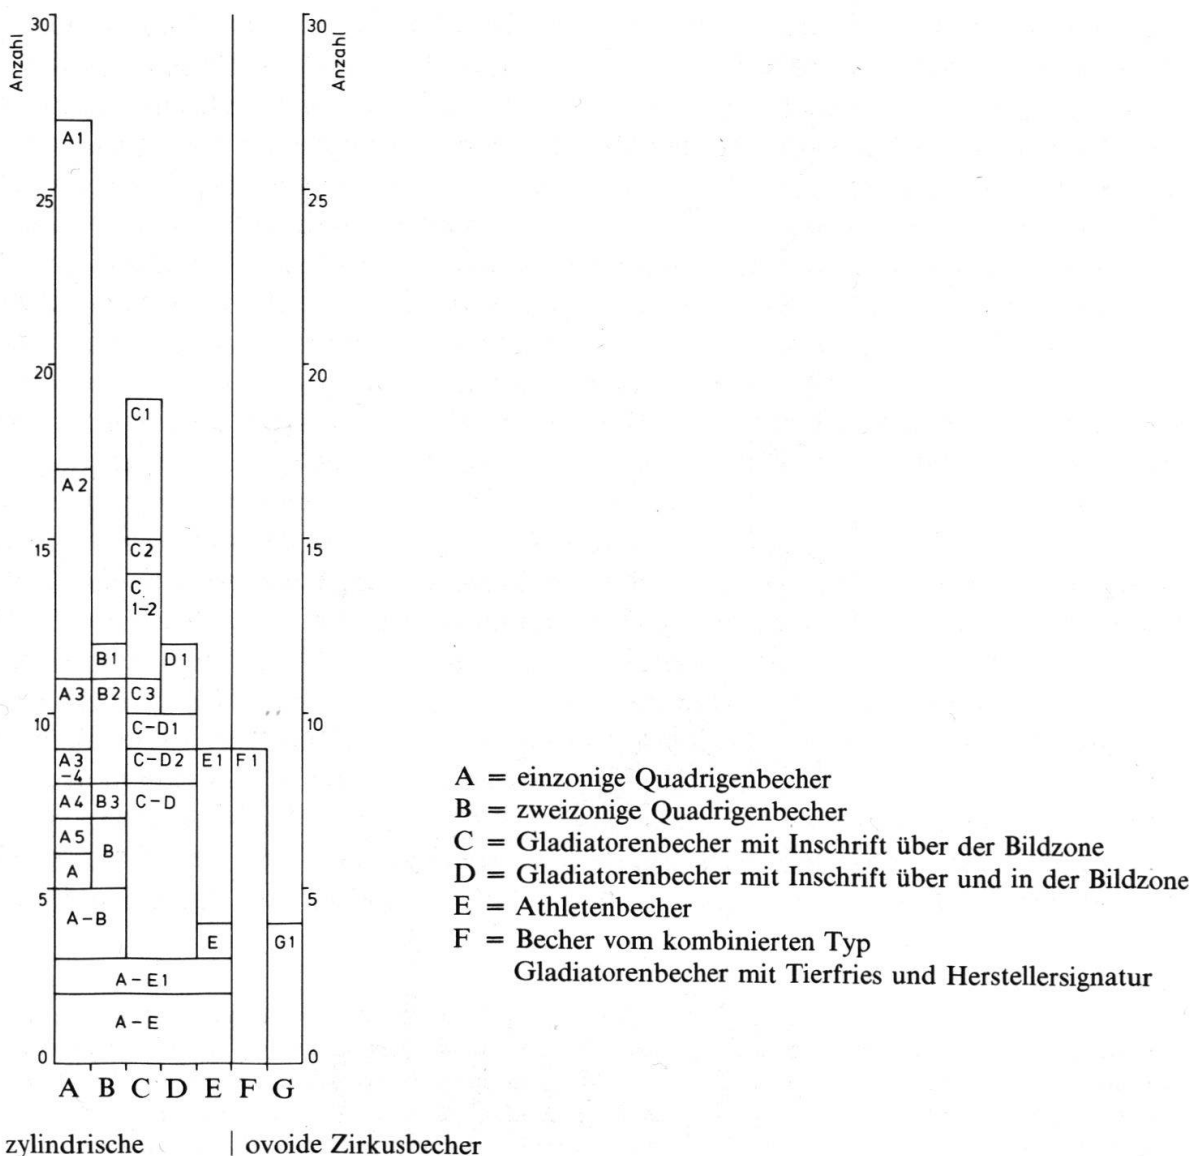 30
Anzahl
30
Anzahl
A1
25
25
20
20
C1
A2
15
15
C2
C
1-2
B1
D1
A3
B2
C3
10
10
C-D1
A3
-4
C-D2
E1
F1
A4
B3
C-D
A5
B
A
5
5
A-B
E
G1
A-E1
A-E
0
0
A B C D E F G
zylindrische | ovoide Zirkusbecher
A = einzonige Quadrigenbecher
B = zweizonige Quadrigenbecher
C = Gladiatorenbecher mit Inschrift über der Bildzone
D = Gladiatorenbecher mit Inschrift über und in der Bildzone
E = Athletenbecher
F = Becher vom kombinierten Typ
Gladiatorenbecher mit Tierfries und Herstellersignatur